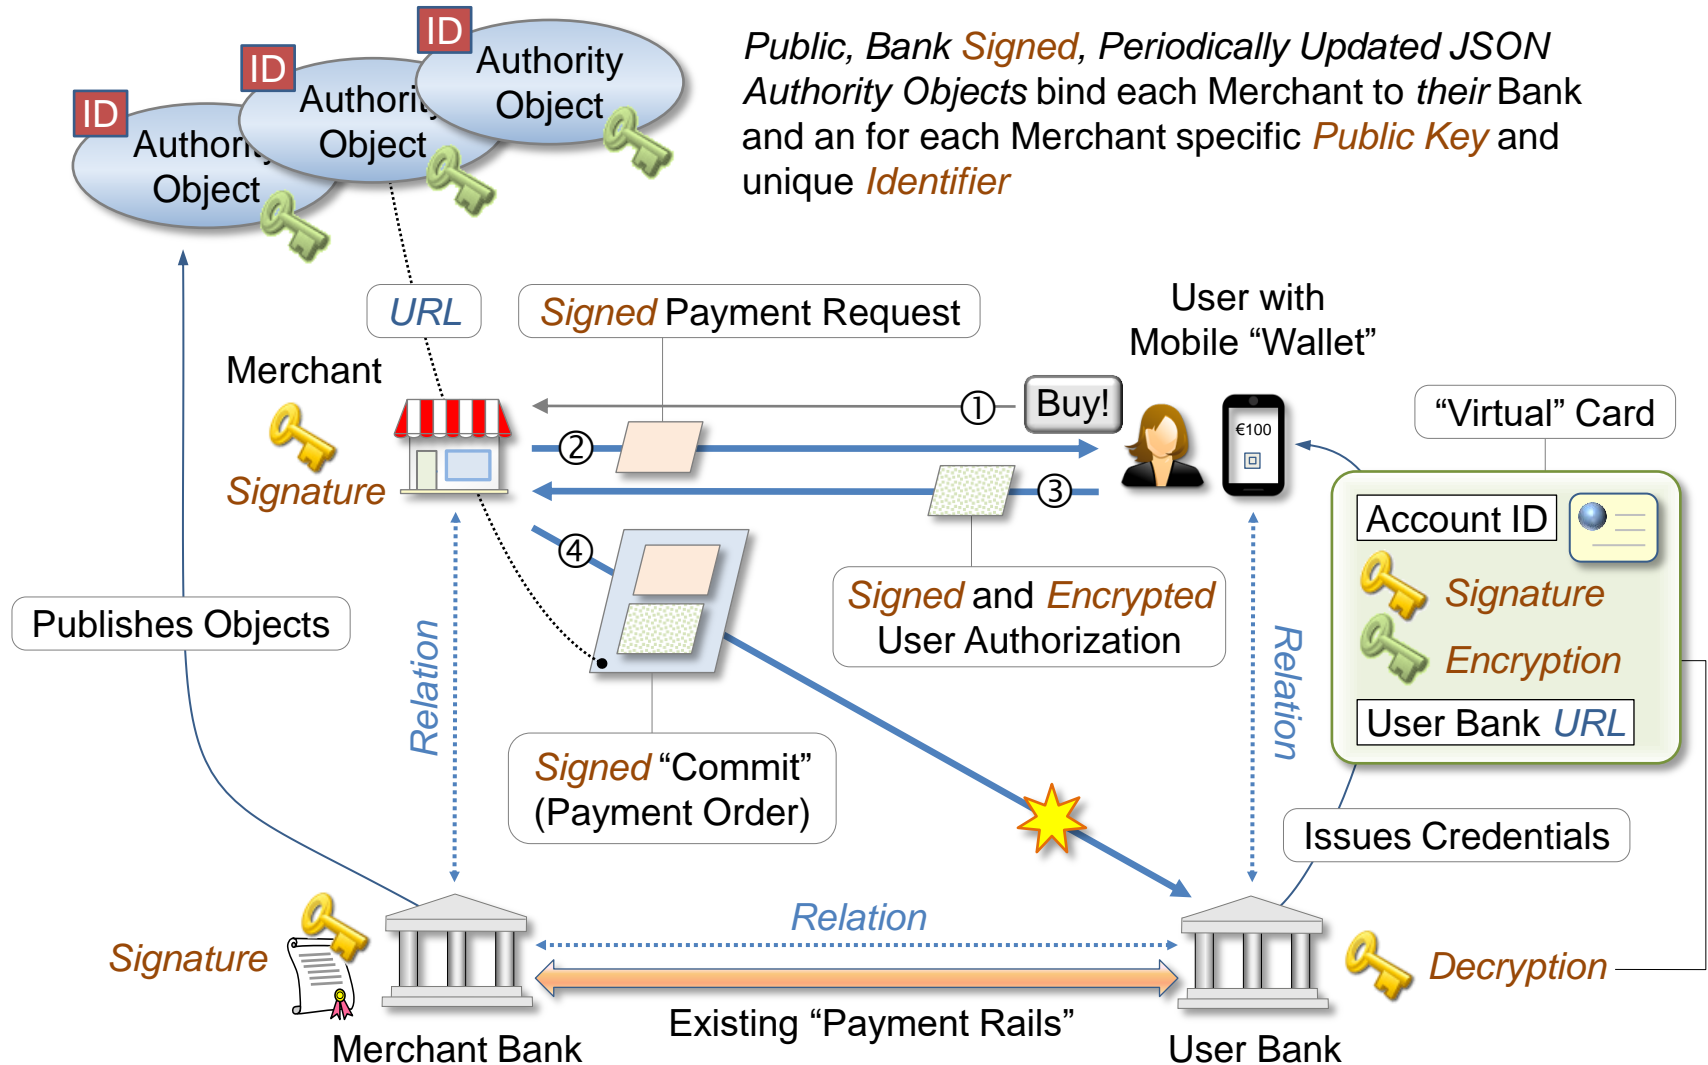 ID
Authority
Object
ID
Authority
Object
ID
Authority
Object
Public, Bank Signed, Periodically Updated JSON
Authority Objects bind each Merchant to their Bank
and an for each Merchant specific Public Key and
unique Identifier
URL
Signed Payment Request
User with
Mobile “Wallet”
Merchant
Signature
①
Buy!
②
③
④
€100
“Virtual” Card
Account ID
Signature
Encryption
User Bank URL
Publishes Objects
Relation
Signed and Encrypted
User Authorization
Relation
Signed “Commit”
(Payment Order)
Issues Credentials
Signature
Merchant Bank
Relation
Existing “Payment Rails”
User Bank
Decryption